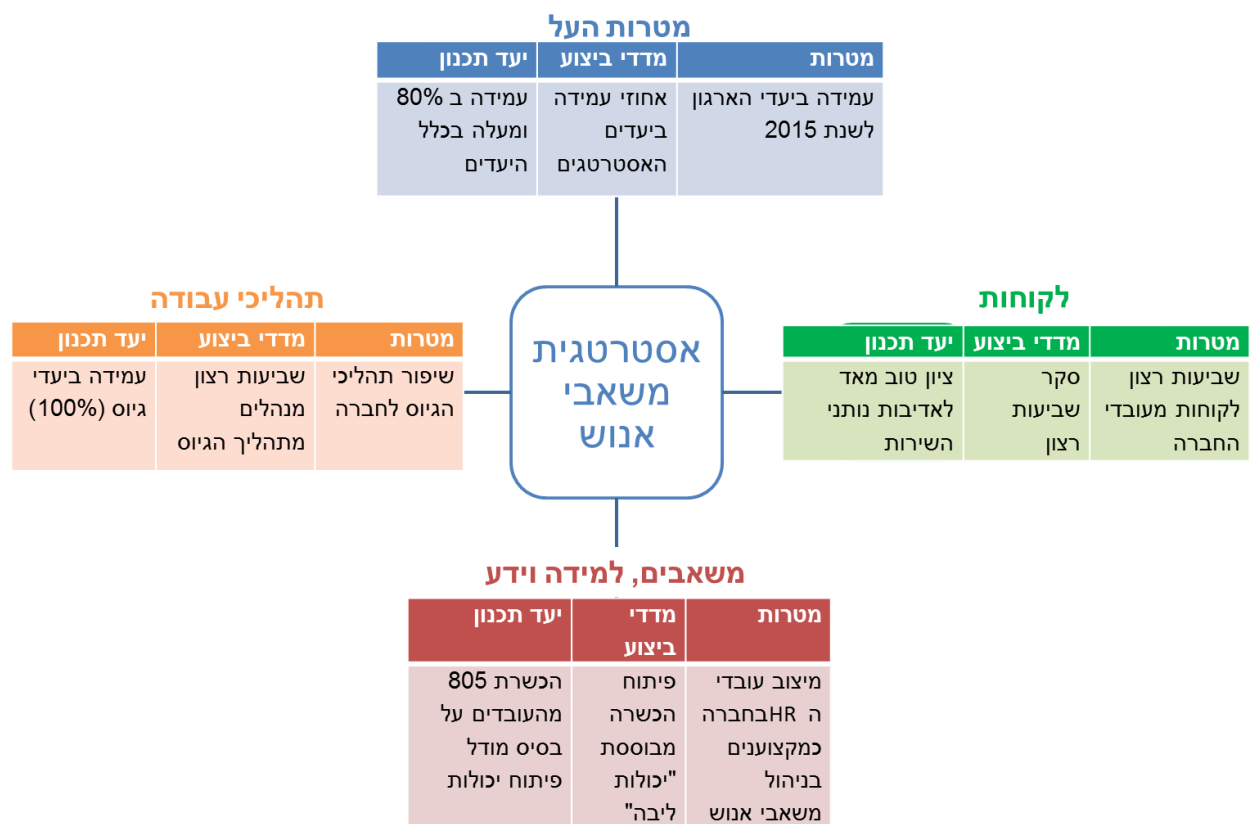 מטרות העל
מטרות מדדי ביצוע יעד תכנון
עמידה ביעדי הארגון אחוזי עמידה עמידה ב 80%
לשנת 2015 ביעדים ומעלה בכלל
האסטרטגים היעדים
לקוחות
מטרות מדדי ביצוע יעד תכנון
שביעות רצון סקר ציון טוב מאד
לקוחות מעובדי שביעות לאדיבות נותני
החברה רצון השירות
אסטרטגית
משאבי
אנוש
תהליכי עבודה
מטרות מדדי ביצוע יעד תכנון
שיפור תהליכי שביעות רצון עמידה ביעדי
הגיוס לחברה מנהלים גיוס (100%)
מתהליך הגיוס
משאבים, למידה וידע
מטרות מדדי יעד תכנון
ביצוע
מיצוב עובדי פיתוח הכשרת 805
ה HRבחברה הכשרה מהעובדים על
כמקצוענים מבוססת בסיס מודל
בניהול "יכולות פיתוח יכולות
משאבי אנוש ליבה"